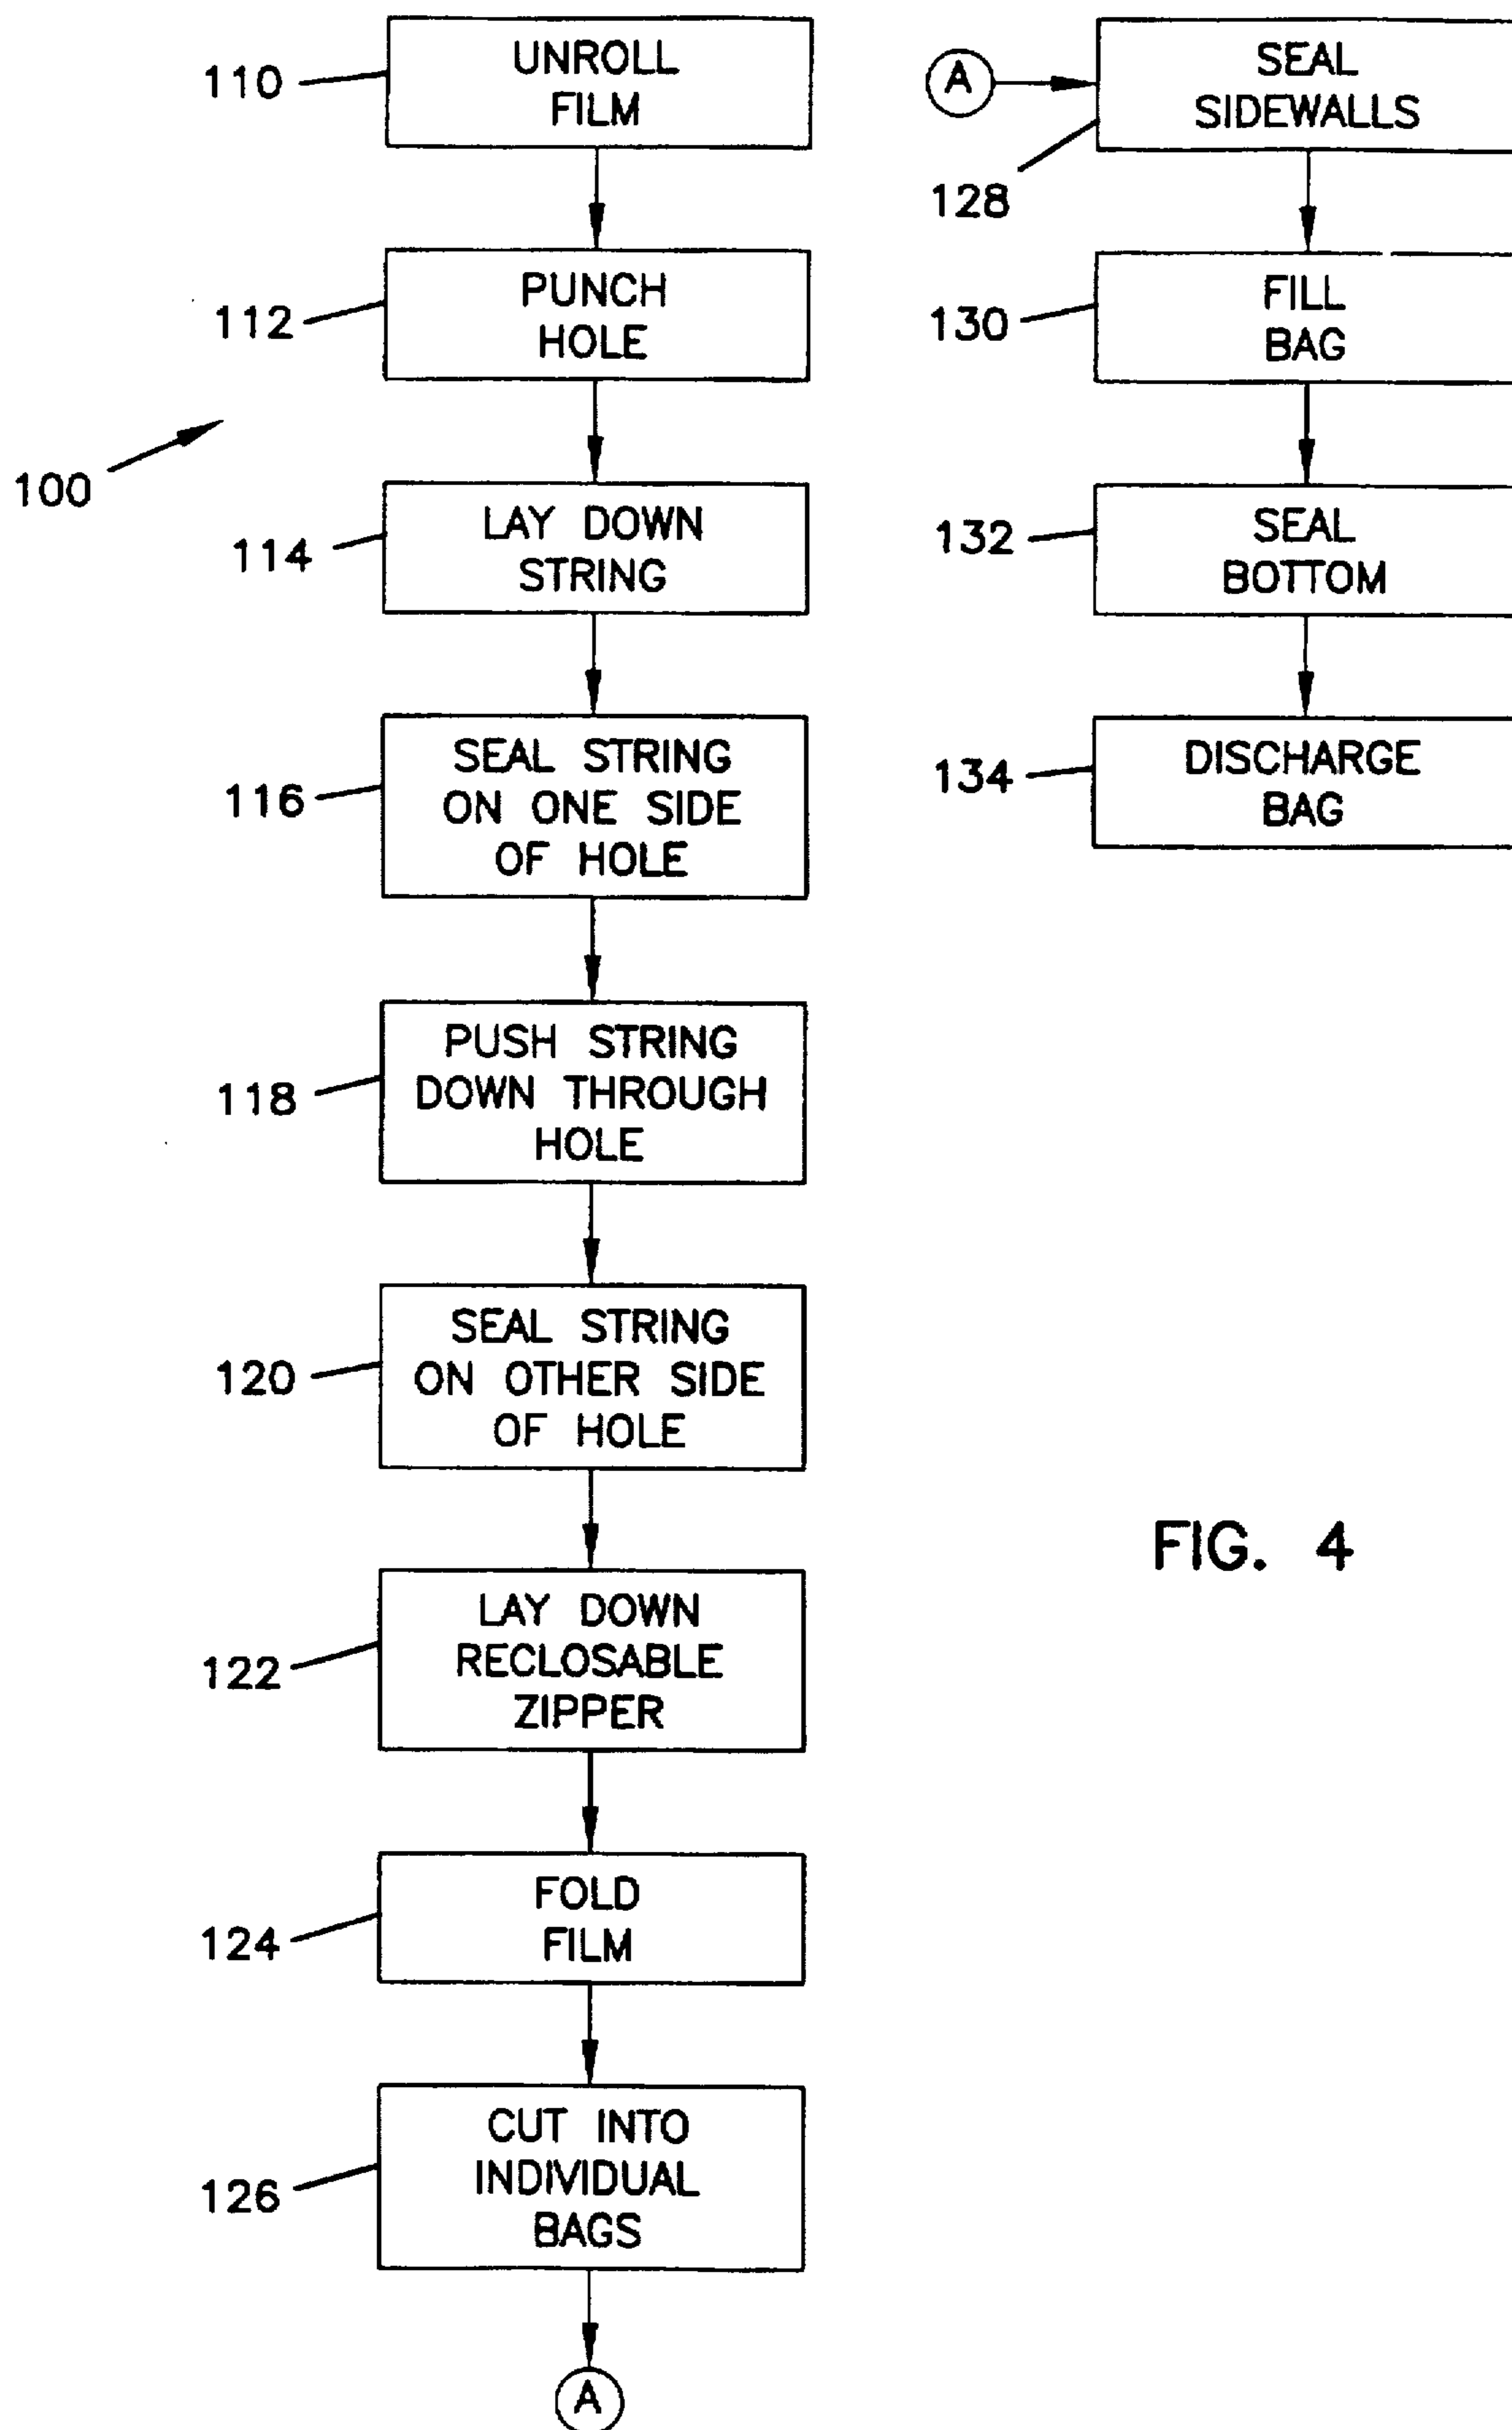 110
UNROLL
FILM
112
PUNCH
HOLE
100
114
LAY DOWN
STRING
116
SEAL STRING
ON ONE SIDE
OF HOLE
118
PUSH STRING
DOWN THROUGH
HOLE
120
SEAL STRING
ON OTHER SIDE
OF HOLE
122
LAY DOWN
RECLOSABLE
ZIPPER
124
FOLD
FILM
126
CUT INTO
INDIVIDUAL
BAGS
A
A
SEAL
SIDEWALLS
128
130
FILL
BAG
132
SEAL
BOTTOM
134
DISCHARGE
BAG
FIG. 4